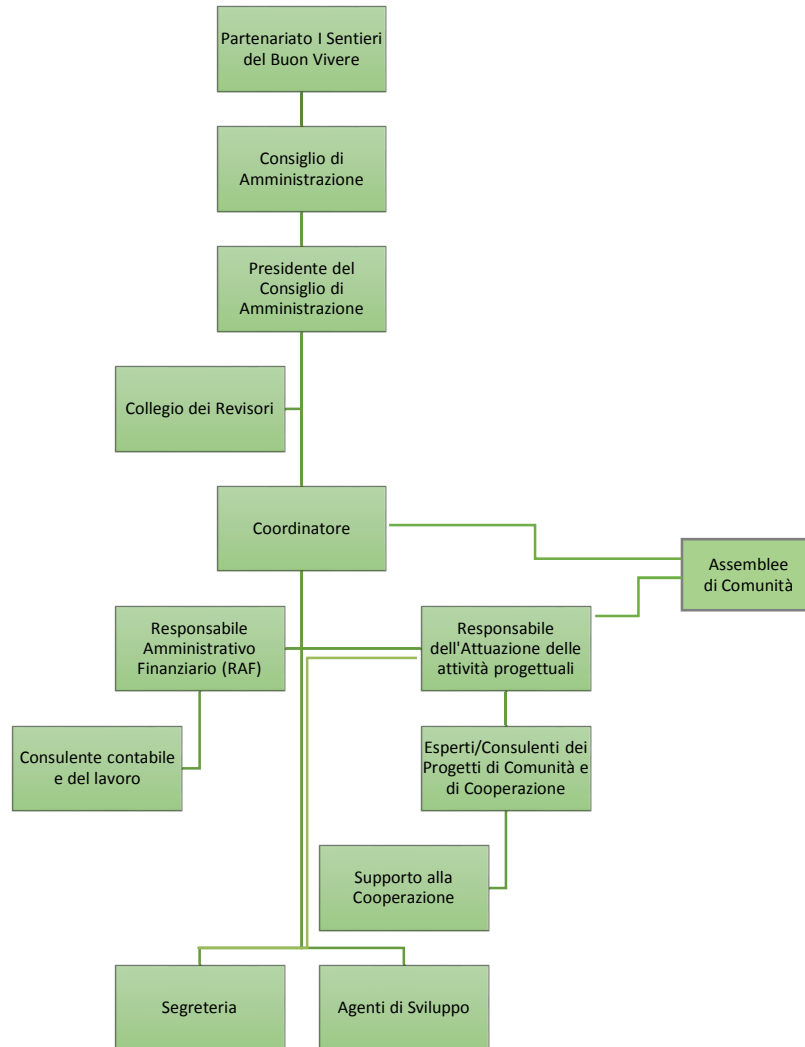 Partenariato I Sentieri
del Buon Vivere
Consiglio di
Amministrazione
Presidente del
Consiglio di
Amministrazione
Collegio dei Revisori
Coordinatore
Assemblee
di Comunità
Responsabile
Amministrativo
Finanziario (RAF)
Responsabile
dell'Attuazione delle
attività progettuali
Consulente contabile
e del lavoro
Esperti/Consulenti dei
Progetti di Comunità e
di Cooperazione
Supporto alla
Cooperazione
Segreteria
Agenti di Sviluppo